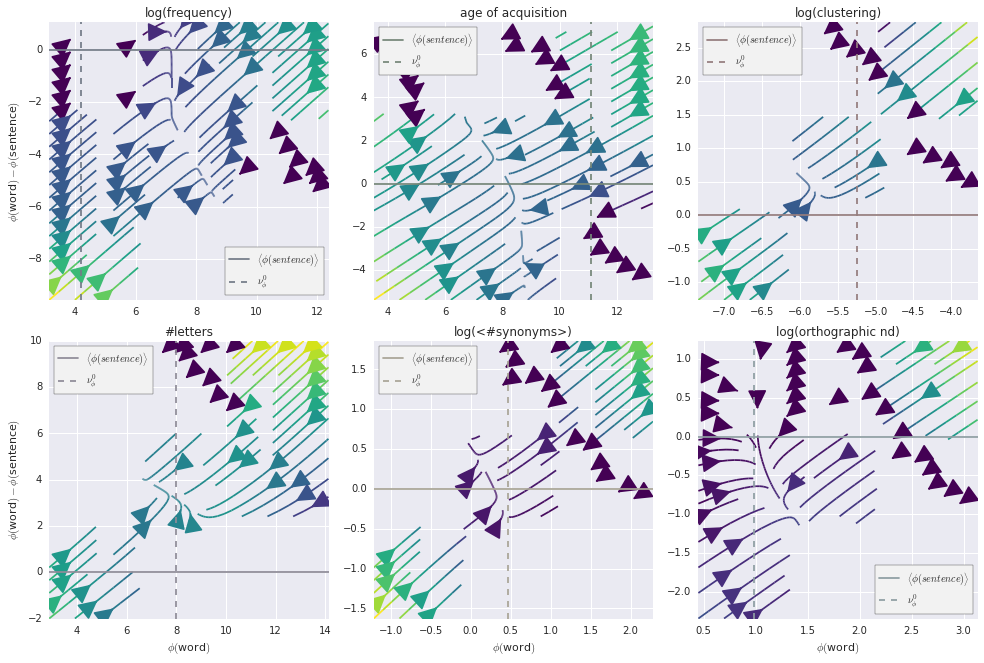 log(frequency)
age of acquisition
log(clustering)
0
−2
−4
−6
−8
ϕ(word) − ϕ(sentence)
⟨ϕ(sentence)⟩
ν⁰_ϕ
4 6 8 10 12
6
4
2
0
−2
−4
⟨ϕ(sentence)⟩
ν⁰_ϕ
4 6 8 10 12
2.5
2.0
1.5
1.0
0.5
0.0
−0.5
−1.0
⟨ϕ(sentence)⟩
ν⁰_ϕ
−7.0 −6.5 −6.0 −5.5 −5.0 −4.5 −4.0
#letters
log(<#synonyms>)
log(orthographic nd)
10
8
6
4
2
0
−2
ϕ(word) − ϕ(sentence)
⟨ϕ(sentence)⟩
ν⁰_ϕ
4 6 8 10 12 14
ϕ(word)
1.5
1.0
0.5
0.0
−0.5
−1.0
−1.5
⟨ϕ(sentence)⟩
ν⁰_ϕ
−1.0 −0.5 0.0 0.5 1.0 1.5 2.0
ϕ(word)
1.0
0.5
0.0
−0.5
−1.0
−1.5
−2.0
⟨ϕ(sentence)⟩
ν⁰_ϕ
0.5 1.0 1.5 2.0 2.5 3.0
ϕ(word)